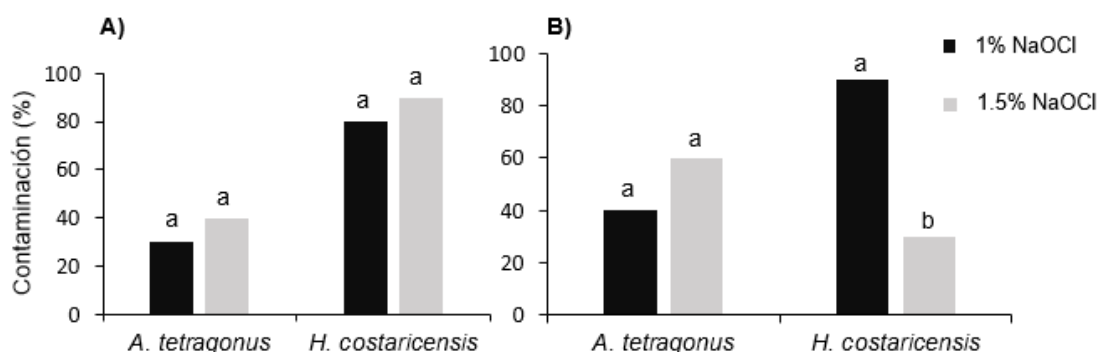 A)
Contaminación (%)
100
80
60
40
20
0
a
a
a
a
A. tetragonus
H. costaricensis
B)
100
80
60
40
20
0
a
a
a
b
A. tetragonus
H. costaricensis
1% NaOCl
1.5% NaOCl